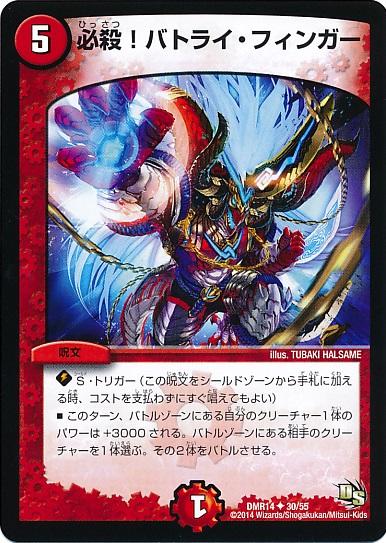 5
ひっさつ
必殺！バトライ・フィンガー
呪文
illus. TUBAKI HALSAME
S・トリガー (この呪文をシールドゾーンから手札に加え
る時、コストを支払わずにすぐ唱えてもよい)
■ このターン、バトルゾーンにある自分のクリーチャー1体の
パワーは +3000 される。バトルゾーンにある相手のクリーチ
ャーを1体選ぶ。その2体をバトルさせる。
1
DS
DMR14 ◆ 30/55
©2014 Wizards/Shogakukan/Mitsui-Kids